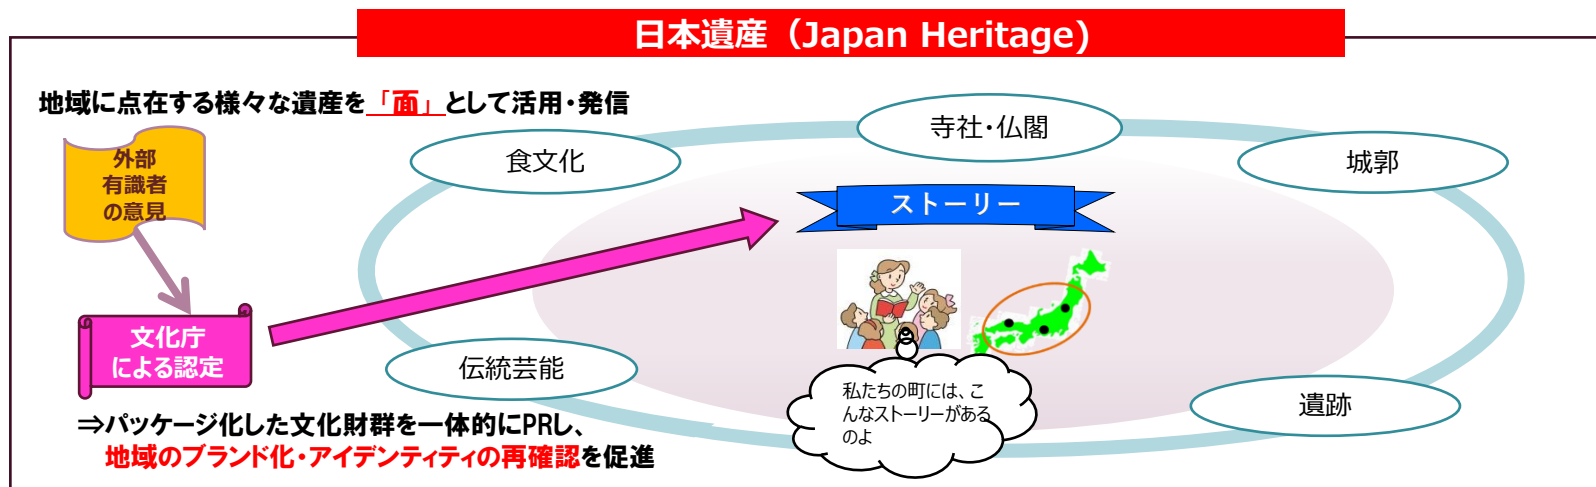 日本遺産（Japan Heritage)
地域に点在する様々な遺産を「面」として活用・発信
外部
有識者
の意見
文化庁
による認定
食文化
寺社・仏閣
城郭
ストーリー
伝統芸能
遺跡
私たちの町には、こ
んなストーリーがある
のよ
⇒パッケージ化した文化財群を一体的にPRし、
地域のブランド化・アイデンティティの再確認を促進